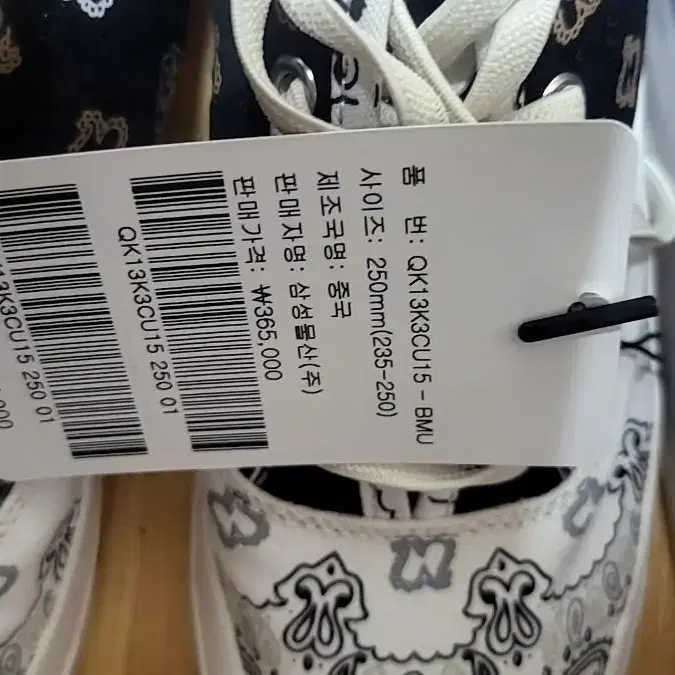 품 번: QK13K3CU15 - BMU
사이즈: 250mm(235-250)
제조국명: 중국
판매자명: 삼성물산(주)
판매가격: ₩365,000
QK13K3CU15 250 01